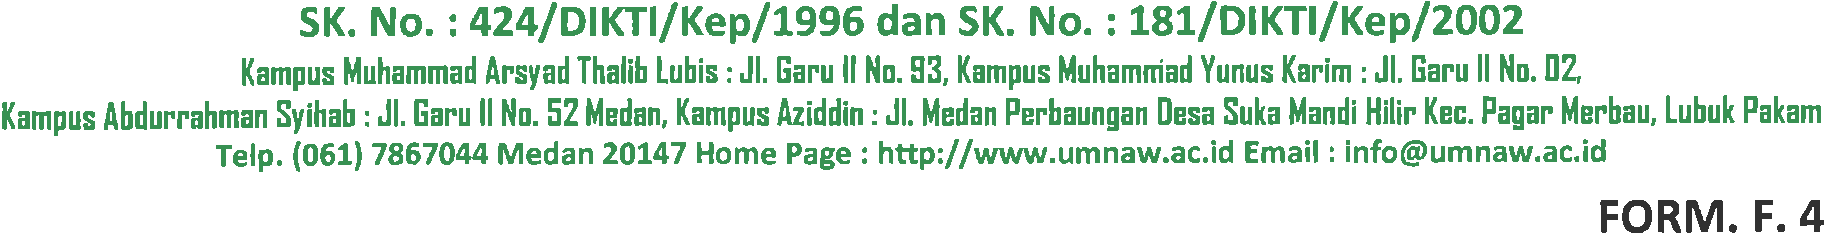 SK. No. : 424/DIKTI/Kep/1996 dan SK. No. : 181/DIKTI/Kep/2002
Kampus Muhammad Arsyad Thalib Lubis : Jl. Garu II No. 93, Kampus Muhammad Yunus Karim : Jl. Garu II No. 02,
Kampus Abdurrahman Syihab : Jl. Garu II No. 52 Medan, Kampus Aziddin : Jl. Medan Perbaungan Desa Suka Mandi Hilir Kec. Pagar Merbau, Lubuk Pakam
Telp. (061) 7867044 Medan 20147 Home Page : http://www.umnaw.ac.id Email : info@umnaw.ac.id
FORM. F. 4